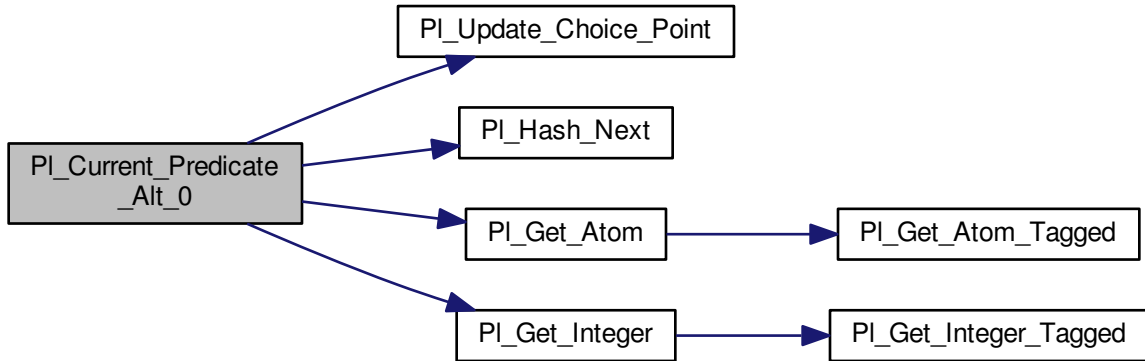 Pl_Update_Choice_Point
Pl_Hash_Next
Pl_Current_Predicate
_Alt_0
Pl_Get_Atom
Pl_Get_Atom_Tagged
Pl_Get_Integer
Pl_Get_Integer_Tagged